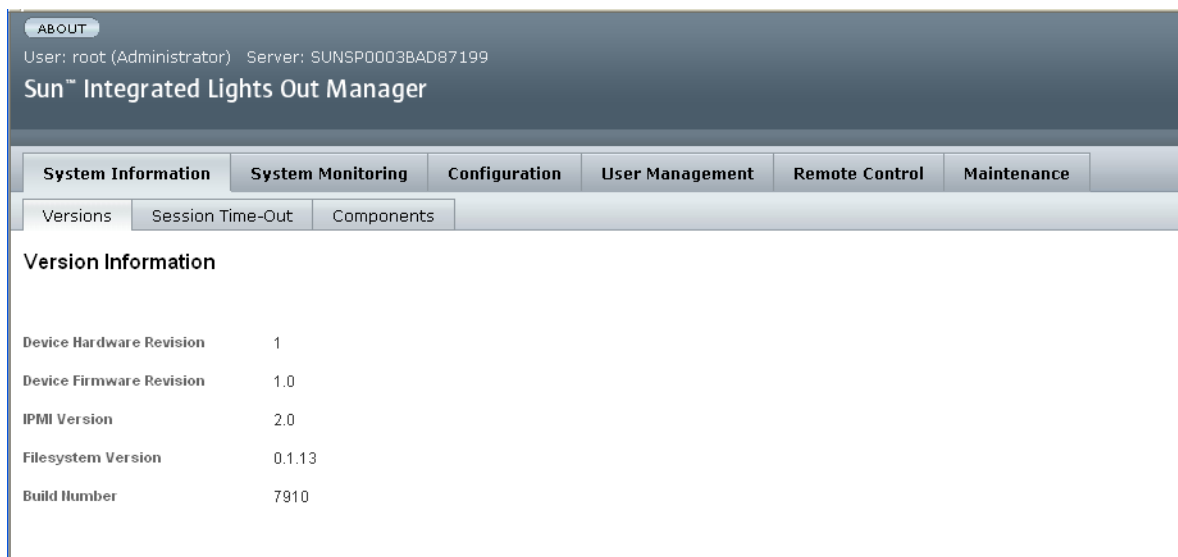 ABOUT
User: root (Administrator) Server: SUNSP0003BAD87199
Sun™ Integrated Lights Out Manager
System Information System Monitoring Configuration User Management Remote Control Maintenance
Versions Session Time-Out Components
Version Information
Device Hardware Revision 1
Device Firmware Revision 1.0
IPMI Version 2.0
Filesystem Version 0.1.13
Build Number 7910